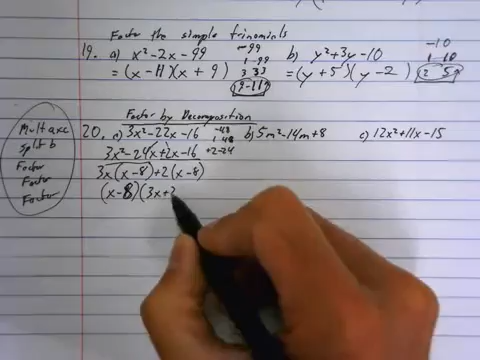 Factor the simple trinomials
19. a) x² - 2x - 99 -99 b) y² + 3y - 10 -10
1 -99 1 10
3 33
= (x - 11)(x + 9) 9 -11 = (y + 5)(y - 2) 2 5
Factor by Decomposition
Mult axc
Split b
Factor
Factor
Factor
20. a) 3x² - 22x - 16 -48 b) 5m² - 14m + 8 c) 12x² + 11x - 15
1 -48
3x² - 24x + 2x - 16 +2 -24
3x(x - 8) + 2(x - 8)
(x - 8)(3x + 2